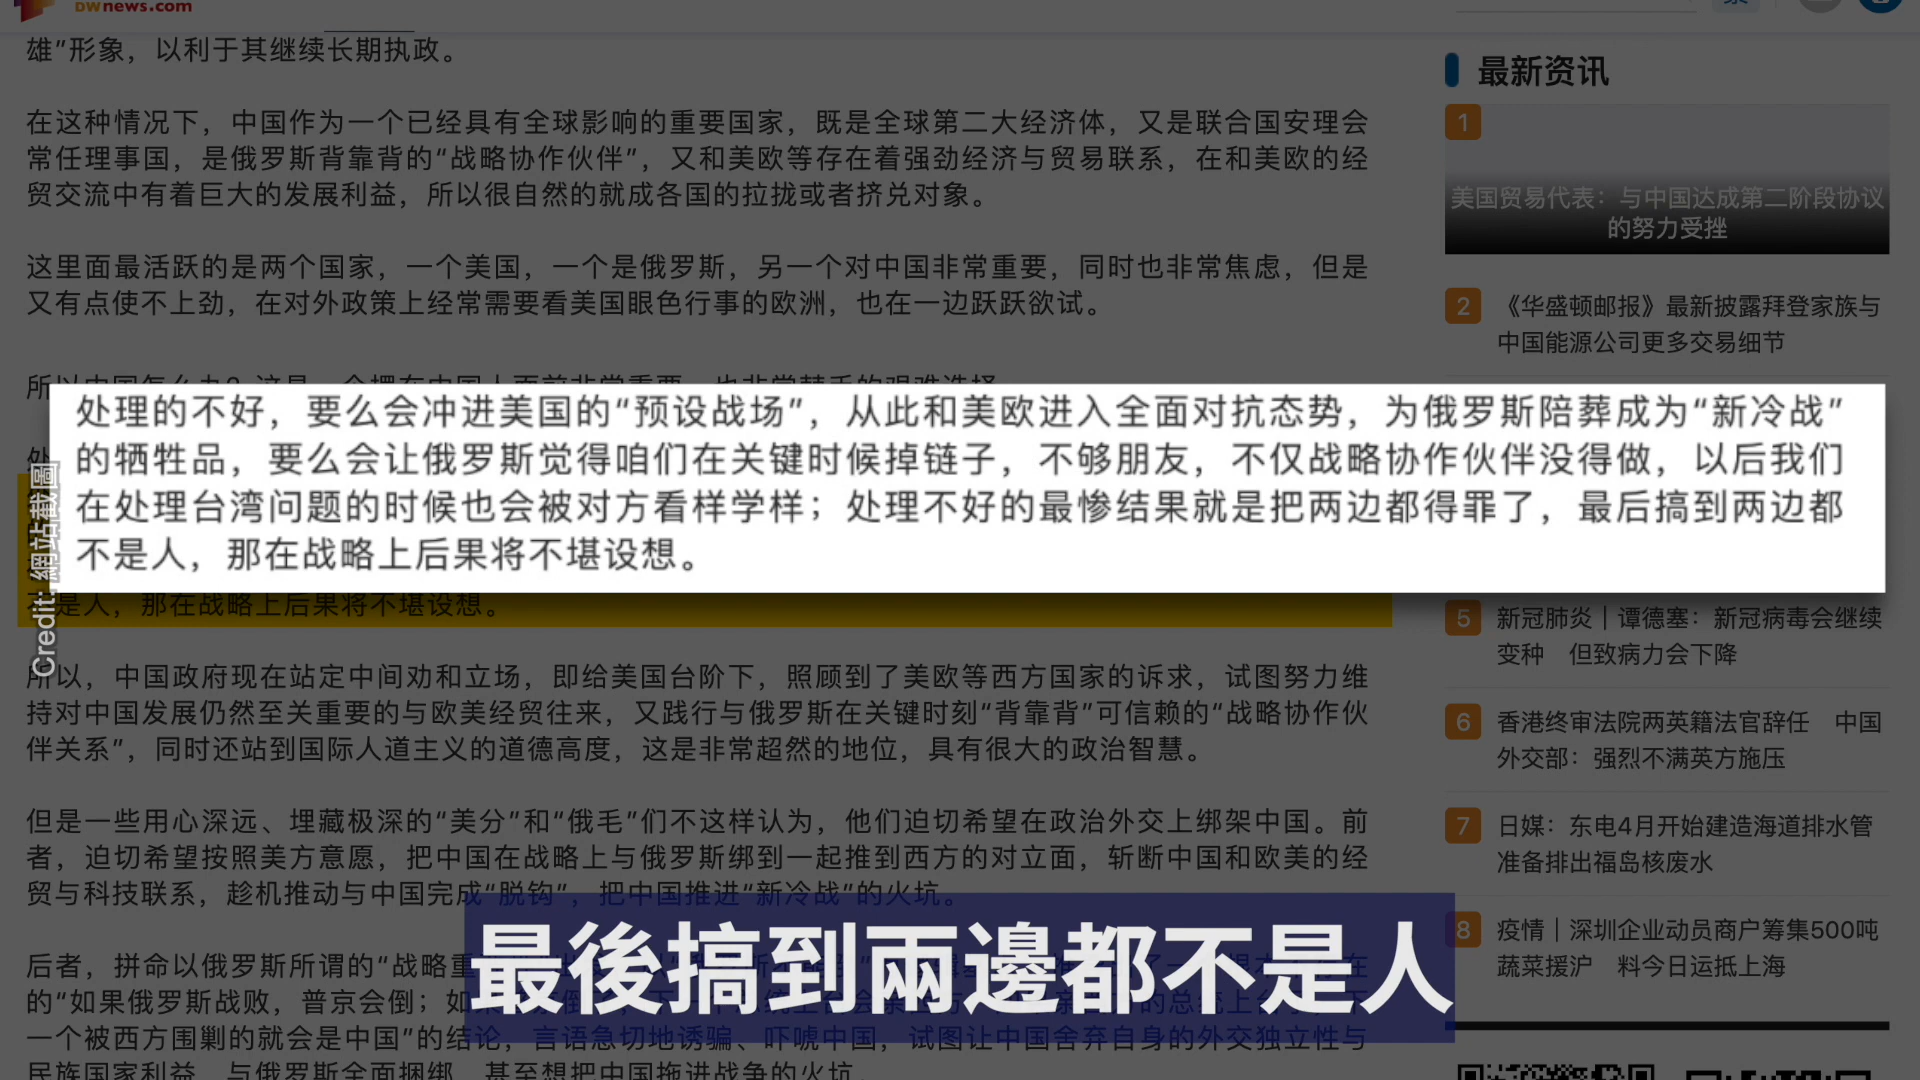 DWnews.com
雄”形象，以利于其继续长期执政。
在这种情况下，中国作为一个已经具有全球影响的重要国家，既是全球第二大经济体，又是联合国安理会
常任理事国，是俄罗斯背靠背的“战略协作伙伴”，又和美欧等存在着强劲经济与贸易联系，在和美欧的经
贸交流中有着巨大的发展利益，所以很自然的就成各国的拉拢或者挤兑对象。
这里面最活跃的是两个国家，一个美国，一个是俄罗斯，另一个对中国非常重要，同时也非常焦虑，但是
又有点使不上劲，在对外政策上经常需要看美国眼色行事的欧洲，也在一边跃跃欲试。
处理的不好，要么会冲进美国的“预设战场”，从此和美欧进入全面对抗态势，为俄罗斯陪葬成为“新冷战”
的牺牲品，要么会让俄罗斯觉得咱们在关键时候掉链子，不够朋友，不仅战略协作伙伴没得做，以后我们
在处理台湾问题的时候也会被对方看样学样；处理不好的最惨结果就是把两边都得罪了，最后搞到两边都
不是人，那在战略上后果将不堪设想。
不是人，那在战略上后果将不堪设想。
Credit: 網站截圖
所以，中国政府现在站定中间劝和立场，即给美国台阶下，照顾到了美欧等西方国家的诉求，试图努力维
持对中国发展仍然至关重要的与欧美经贸往来，又践行与俄罗斯在关键时刻“背靠背”可信赖的“战略协作伙
伴关系”，同时还站到国际人道主义的道德高度，这是非常超然的地位，具有很大的政治智慧。
但是一些用心深远、埋藏极深的“美分”和“俄毛”们不这样认为，他们迫切希望在政治外交上绑架中国。前
者，迫切希望按照美方意愿，把中国在战略上与俄罗斯绑到一起推到西方的对立面，斩断中国和欧美的经
贸与科技联系，趁机推动与中国完成“脱钩”，把中国推进“新冷战”的火坑。
后者，拼命以俄罗斯所谓的“战略重
的“如果俄罗斯战败，普京会倒；如
一个被西方围剿的就会是中国”的结论，言语急切地诱骗、吓唬中国，试图让中国舍弃自身的外交独立性与
民族国家利益，与俄罗斯全面捆绑，甚至想把中国拖进战争的火坑。
最後搞到兩邊都不是人
最新资讯
1
美国贸易代表：与中国达成第二阶段协议
的努力受挫
2 《华盛顿邮报》最新披露拜登家族与
中国能源公司更多交易细节
5 新冠肺炎｜谭德塞：新冠病毒会继续
变种　但致病力会下降
6 香港终审法院两英籍法官辞任　中国
外交部：强烈不满英方施压
7 日媒：东电4月开始建造海道排水管
准备排出福岛核废水
8 疫情｜深圳企业动员商户筹集500吨
蔬菜援沪　料今日运抵上海